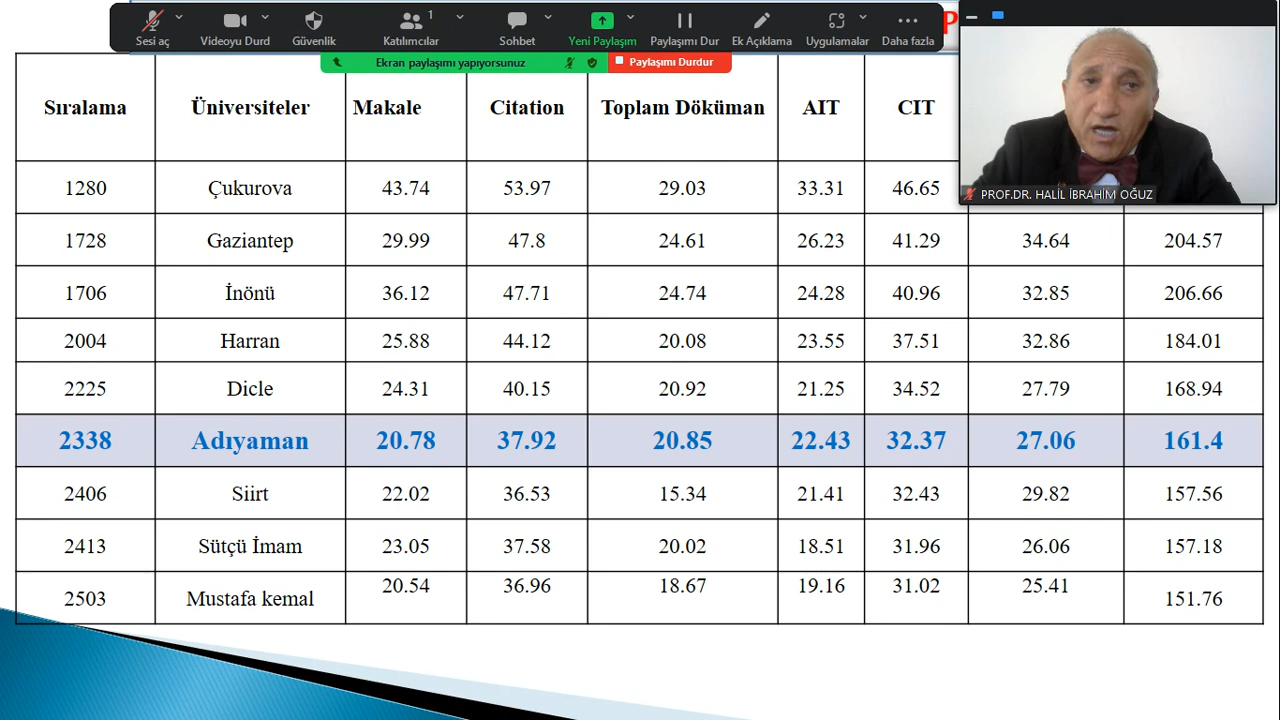 Sesi aç
Videoyu Durd
Güvenlik
Katılımcılar
1
Sohbet
Yeni Paylaşım
Paylaşımı Dur
Ek Açıklama
Uygulamalar
Daha fazla
P
Ekran paylaşımı yapıyorsunuz
Paylaşımı Durdur
PROF.DR. HALİL İBRAHİM OĞUZ
Sıralama Üniversiteler Makale Citation Toplam Döküman AIT CIT
1280 Çukurova 43.74 53.97 29.03 33.31 46.65
1728 Gaziantep 29.99 47.8 24.61 26.23 41.29 34.64 204.57
1706 İnönü 36.12 47.71 24.74 24.28 40.96 32.85 206.66
2004 Harran 25.88 44.12 20.08 23.55 37.51 32.86 184.01
2225 Dicle 24.31 40.15 20.92 21.25 34.52 27.79 168.94
2338 Adıyaman 20.78 37.92 20.85 22.43 32.37 27.06 161.4
2406 Siirt 22.02 36.53 15.34 21.41 32.43 29.82 157.56
2413 Sütçü İmam 23.05 37.58 20.02 18.51 31.96 26.06 157.18
2503 Mustafa kemal 20.54 36.96 18.67 19.16 31.02 25.41 151.76